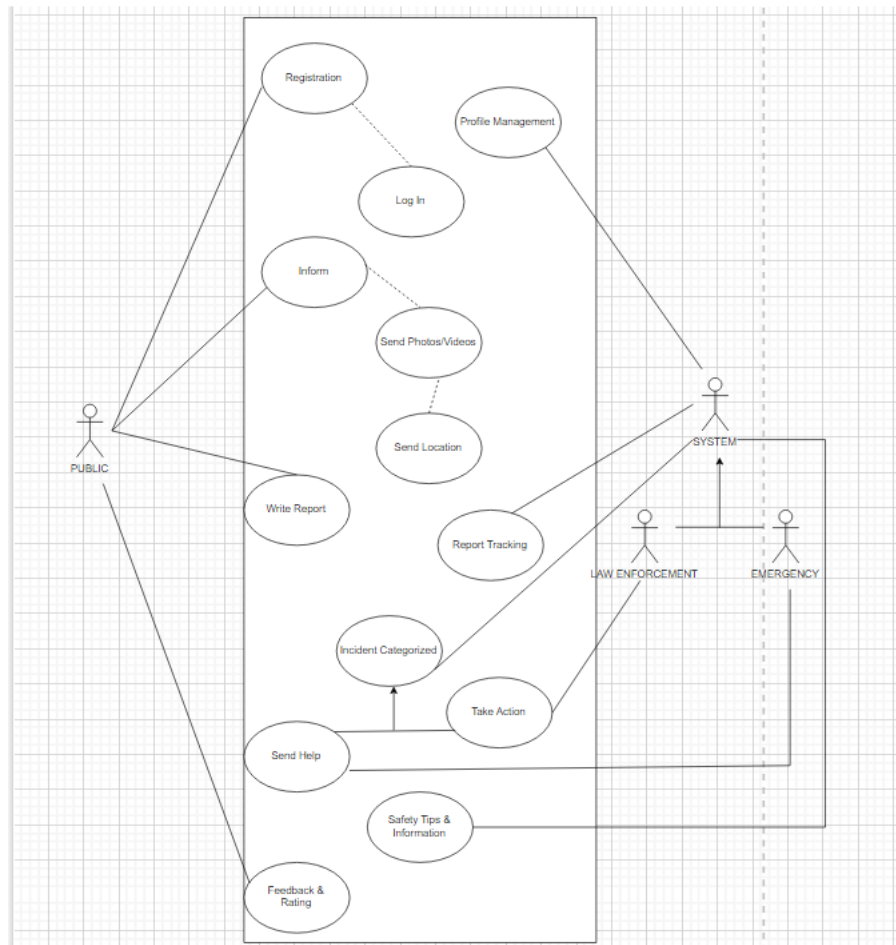 Registration
Profile Management
Log In
Inform
Send Photos/Videos
Send Location
SYSTEM
PUBLIC
Write Report
Report Tracking
LAW ENFORCEMENT
EMERGENCY
Incident Categorized
Take Action
Send Help
Safety Tips &
Information
Feedback &
Rating